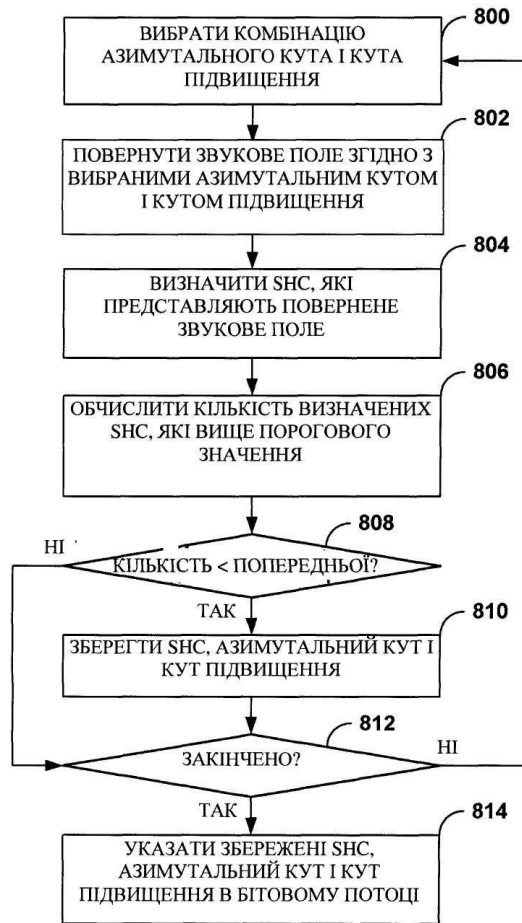 800
ВИБРАТИ КОМБІНАЦІЮ
АЗИМУТАЛЬНОГО КУТА І КУТА
ПІДВИЩЕННЯ
802
ПОВЕРНУТИ ЗВУКОВЕ ПОЛЕ ЗГІДНО З
ВИБРАНИМИ АЗИМУТАЛЬНИМ КУТОМ
І КУТОМ ПІДВИЩЕННЯ
804
ВИЗНАЧИТИ SHC, ЯКІ
ПРЕДСТАВЛЯЮТЬ ПОВЕРНЕНЕ
ЗВУКОВЕ ПОЛЕ
806
ОБЧИСЛИТИ КІЛЬКІСТЬ ВИЗНАЧЕНИХ
SHC, ЯКІ ВИЩЕ ПОРОГОВОГО
ЗНАЧЕННЯ
808
НІ
КІЛЬКІСТЬ < ПОПЕРЕДНЬОЇ?
ТАК
810
ЗБЕРЕГТИ SHC, АЗИМУТАЛЬНИЙ КУТ І
КУТ ПІДВИЩЕННЯ
812
ЗАКІНЧЕНО?
НІ
ТАК
814
УКАЗАТИ ЗБЕРЕЖЕНІ SHC,
АЗИМУТАЛЬНИЙ КУТ І КУТ
ПІДВИЩЕННЯ В БІТОВОМУ ПОТОЦІ